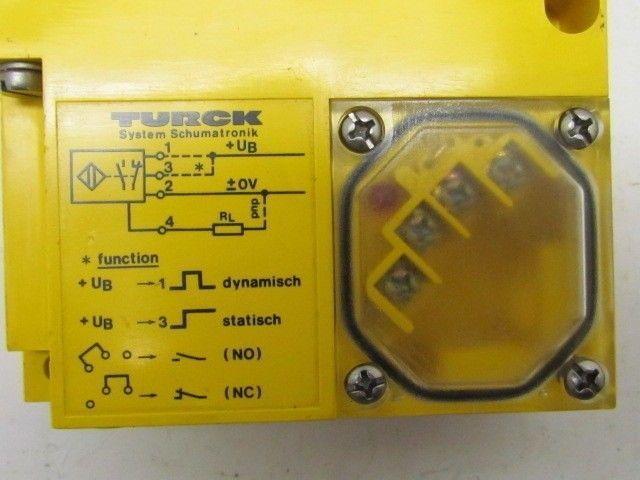 TURCK
System Schumatronik
1 +UB
3 *
2 ±0V
pnp
4 RL
* function
+UB → 1 dynamisch
+UB → 3 statisch
→ (NO)
→ (NC)